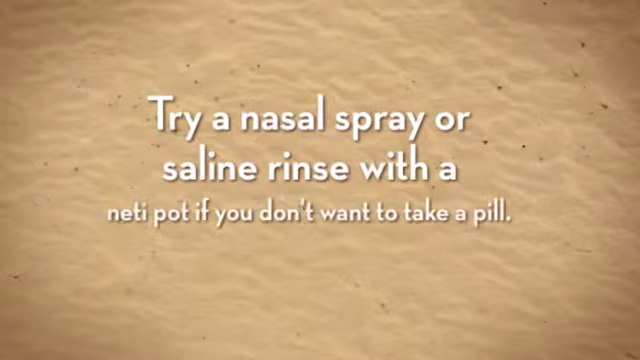 Try a nasal spray or
saline rinse with a
neti pot if you don't want to take a pill.